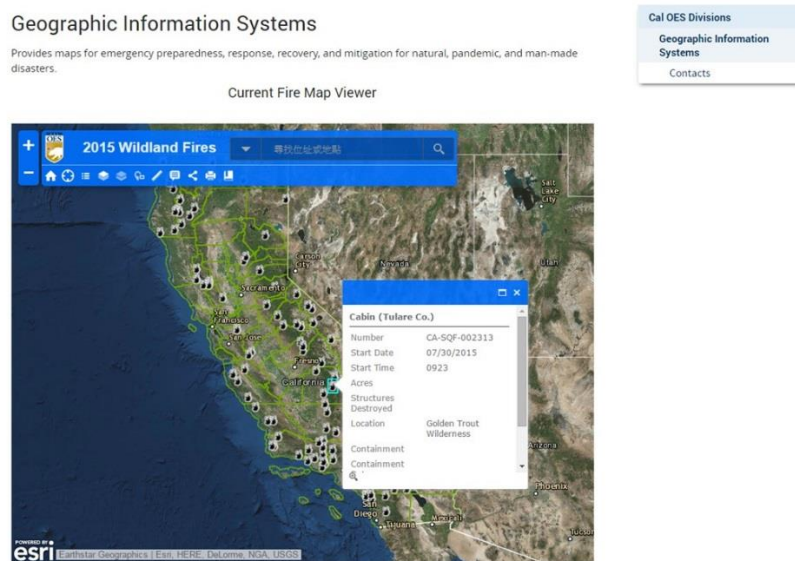 Geographic Information Systems
Provides maps for emergency preparedness, response, recovery, and mitigation for natural, pandemic, and man-made
disasters.
Current Fire Map Viewer
Cal OES Divisions
Geographic Information
Systems
Contacts
+
OES
2015 Wildland Fires
尋找位址或地點
−
Salt
Lake
City
Carson
City
Nevada
Utah
Sacramento
San
Francisco
San Jose
Fresno
California
Cabin (Tulare Co.)
Number CA-SQF-002313
Start Date 07/30/2015
Start Time 0923
Acres
Structures
Destroyed
Location Golden Trout
Wilderness
Containment
Containment
Arizona
Phoenix
San
Diego
Tijuana
Mexicali
Tucson
POWERED BY
esri
Earthstar Geographics | Esri, HERE, DeLorme, NGA, USGS